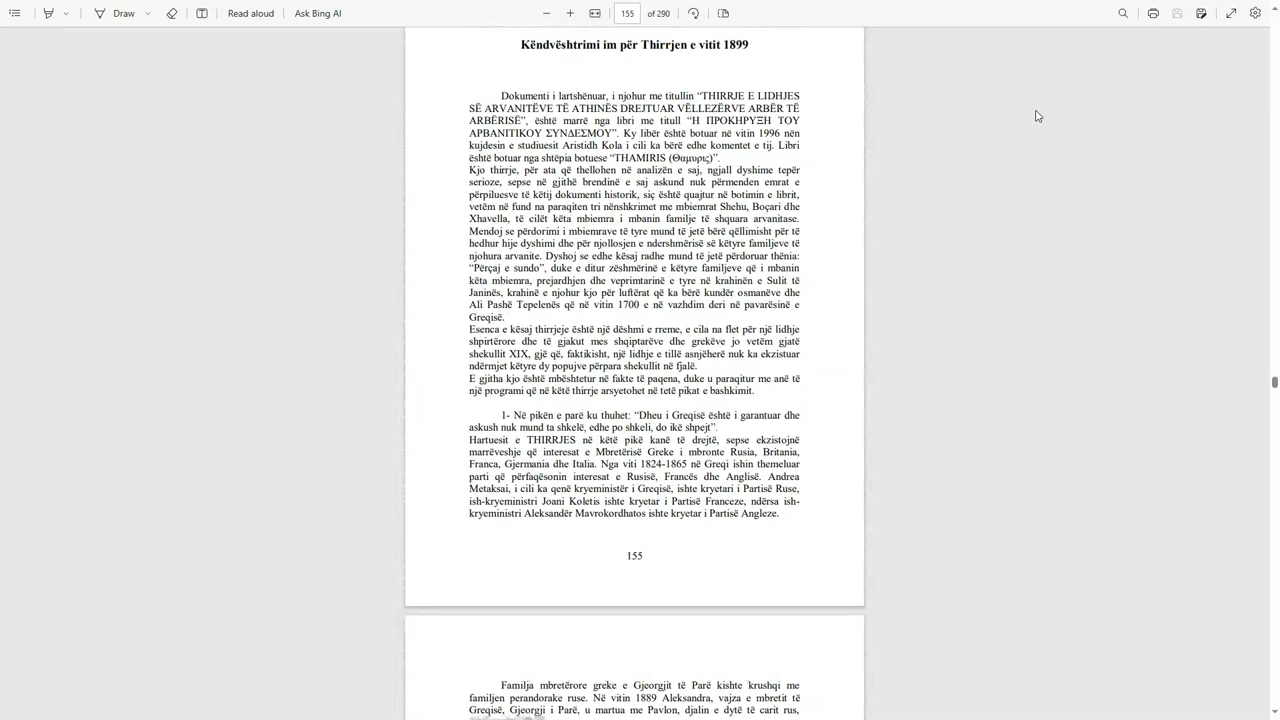 Draw
Read aloud
Ask Bing AI
155
of 290
Këndvështrimi im për Thirrjen e vitit 1899
Dokumenti i lartshënuar, i njohur me titullin “THIRRJE E LIDHJES
SË ARVANITËVE TË ATHINËS DREJTUAR VËLLEZËRVE ARBËR TË
ARBËRISË”, është marrë nga libri me titull “Η ΠΡΟΚΗΡΥΞΗ ΤΟΥ
ΑΡΒΑΝΙΤΙΚΟΥ ΣΥΝΔΕΣΜΟΥ”. Ky libër është botuar në vitin 1996 nën
kujdesin e studiuesit Aristidh Kola i cili ka bërë edhe komentet e tij. Libri
është botuar nga shtëpia botuese “THAMIRIS (Θαμυρις)”.
Kjo thirrje, për ata që thellohen në analizën e saj, ngjall dyshime tepër
serioze, sepse në gjithë brendinë e saj askund nuk përmenden emrat e
përpiluesve të këtij dokumenti historik, siç është quajtur në botimin e librit,
vetëm në fund na paraqiten tri nënshkrimet me mbiemrat Shehu, Boçari dhe
Xhavella, të cilët këta mbiemra i mbanin familje të shquara arvanitase.
Mendoj se përdorimi i mbiemrave të tyre mund të jetë bërë qëllimisht për të
hedhur hije dyshimi dhe për njollosjen e ndershmërisë së këtyre familjeve të
njohura arvanite. Dyshoj se edhe kësaj radhe mund të jetë përdoruar thënia:
“Përçaj e sundo”, duke e ditur zëshmërinë e këtyre familjeve që i mbanin
këta mbiemra, prejardhjen dhe veprimtarinë e tyre në krahinën e Sulit të
Janinës, krahinë e njohur kjo për luftërat që ka bërë kundër osmanëve dhe
Ali Pashë Tepelenës që në vitin 1700 e në vazhdim deri në pavarësinë e
Greqisë.
Esenca e kësaj thirrjeje është një dëshmi e rreme, e cila na flet për një lidhje
shpirtërore dhe të gjakut mes shqiptarëve dhe grekëve jo vetëm gjatë
shekullit XIX, gjë që, faktikisht, një lidhje e tillë asnjëherë nuk ka ekzistuar
ndërmjet këtyre dy popujve përpara shekullit në fjalë.
E gjitha kjo është mbështetur në fakte të paqena, duke u paraqitur me anë të
një programi që në këtë thirrje arsyetohet në tetë pikat e bashkimit.
1- Në pikën e parë ku thuhet: “Dheu i Greqisë është i garantuar dhe
askush nuk mund ta shkelë, edhe po shkeli, do ikë shpejt”.
Hartuesit e THIRRJES në këtë pikë kanë të drejtë, sepse ekzistojnë
marrëveshje që interesat e Mbretërisë Greke i mbronte Rusia, Britania,
Franca, Gjermania dhe Italia. Nga viti 1824-1865 në Greqi ishin themeluar
parti që përfaqësonin interesat e Rusisë, Francës dhe Anglisë. Andrea
Metaksai, i cili ka qenë kryeministër i Greqisë, ishte kryetari i Partisë Ruse,
ish-kryeministri Joani Koletis ishte kryetar i Partisë Franceze, ndërsa ish-
kryeministri Aleksandër Mavrokordhatos ishte kryetar i Partisë Angleze.
155
Familja mbretërore greke e Gjeorgjit të Parë kishte krushqi me
familjen perandorake ruse. Në vitin 1889 Aleksandra, vajza e mbretit të
Greqisë, Gjeorgji i Parë, u martua me Pavlon, djalin e dytë të carit rus,